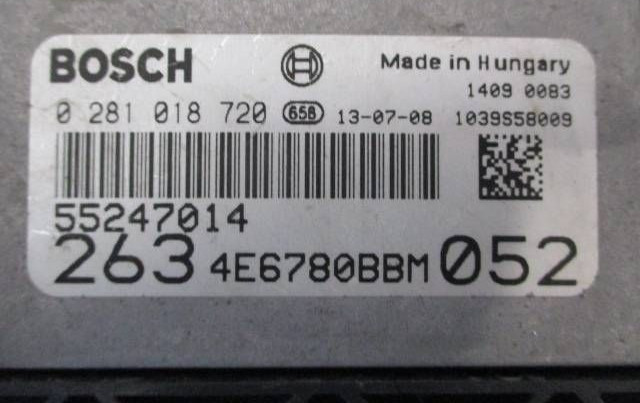 BOSCH Made in Hungary
1409 0083
0 281 018 720 658 13-07-08 1039S58009
55247014
263 4E6780BBM 052